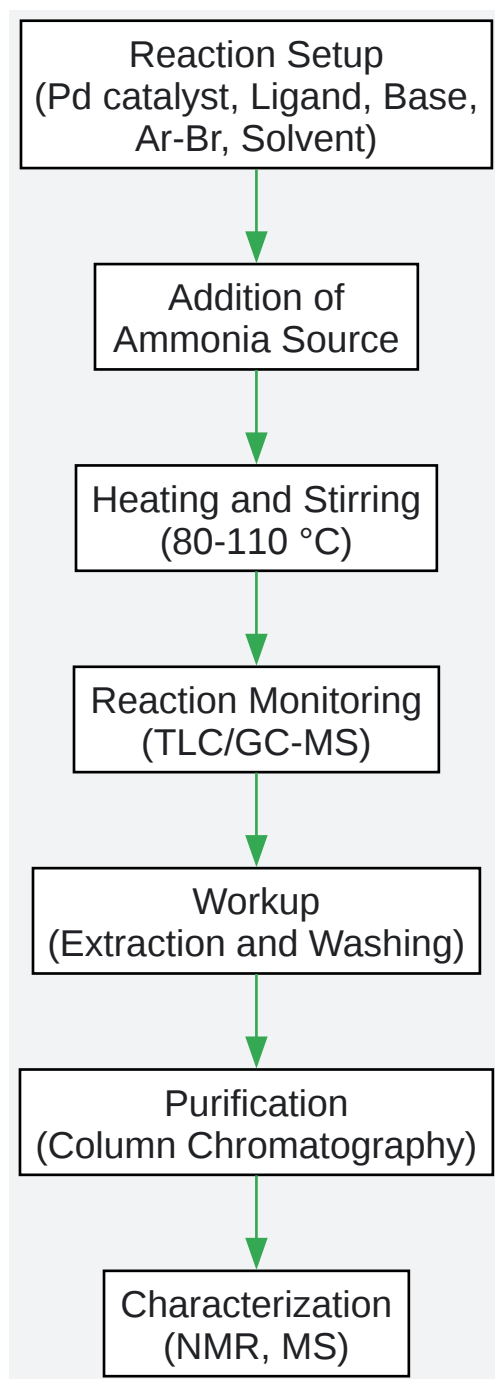 Reaction Setup
(Pd catalyst, Ligand, Base,
Ar-Br, Solvent)
Addition of
Ammonia Source
Heating and Stirring
(80-110 °C)
Reaction Monitoring
(TLC/GC-MS)
Workup
(Extraction and Washing)
Purification
(Column Chromatography)
Characterization
(NMR, MS)